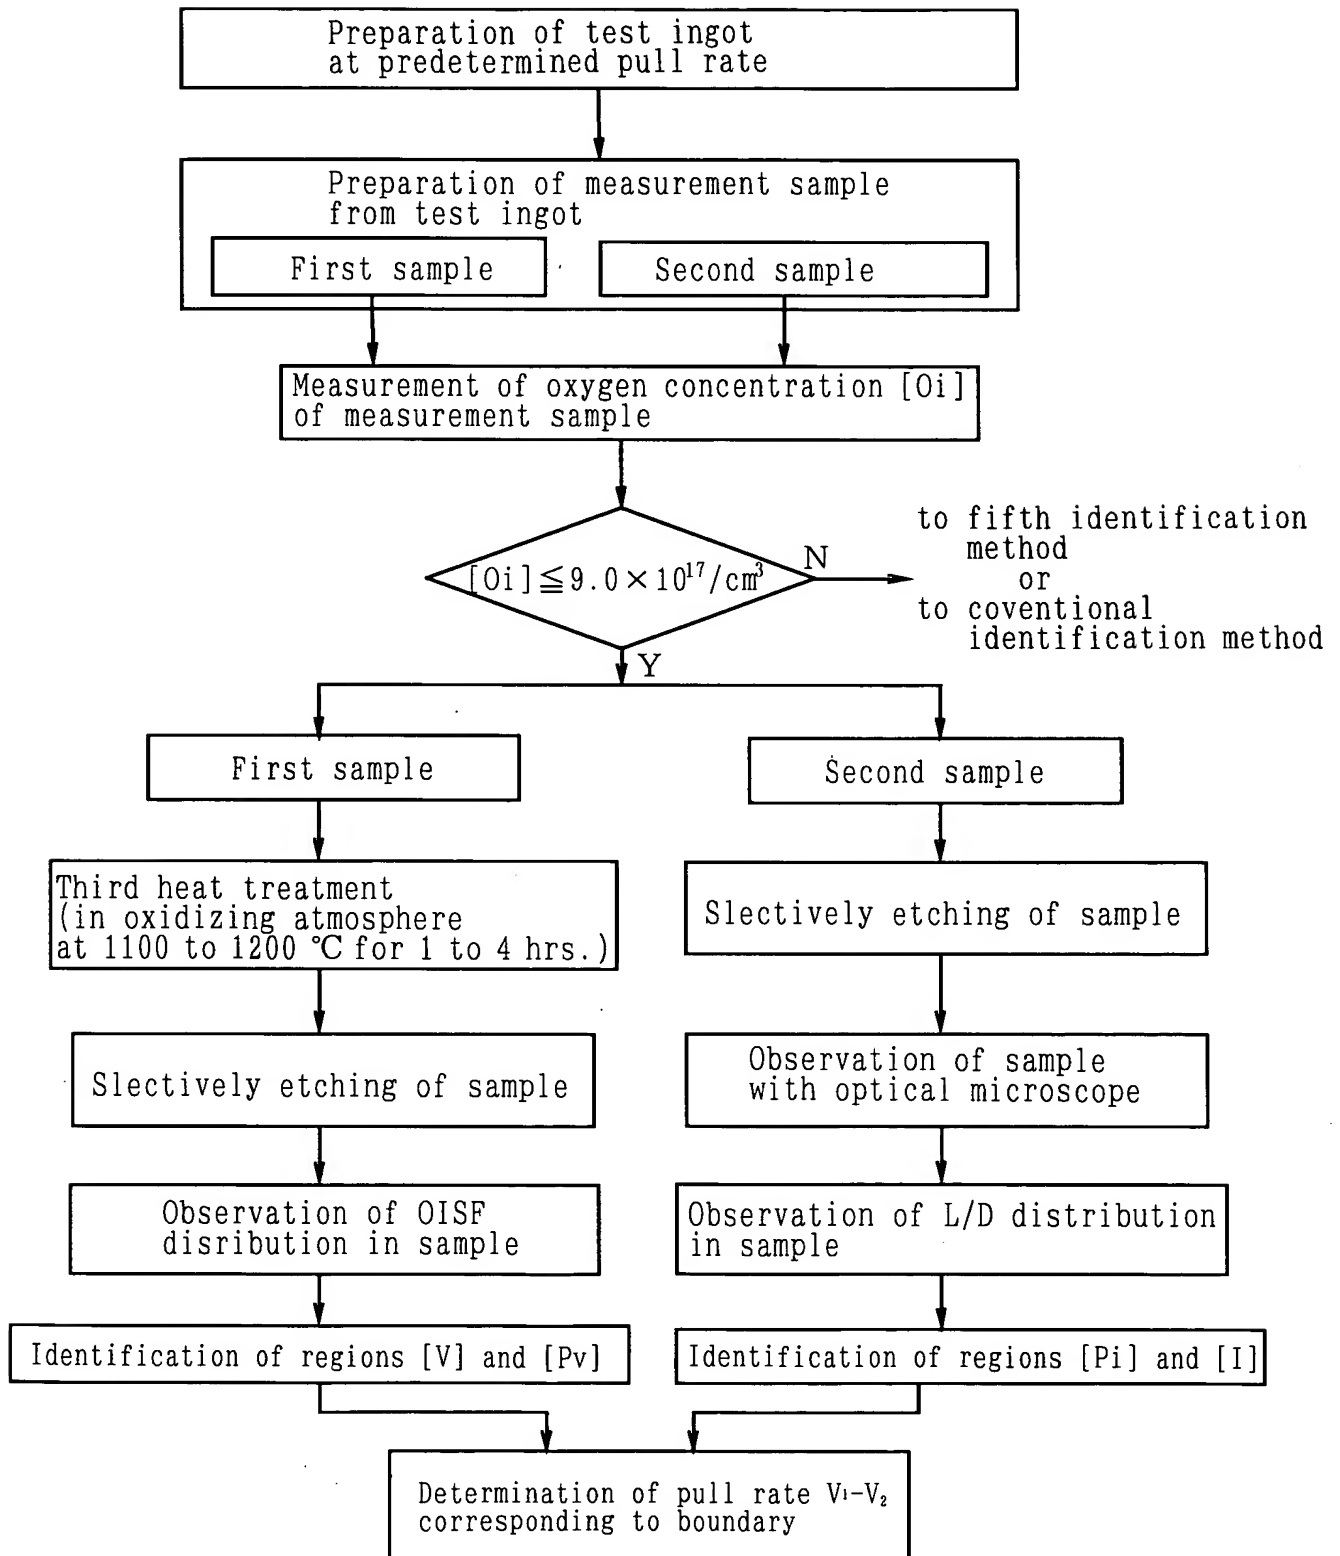 Preparation of test ingot
at predetermined pull rate
Preparation of measurement sample
from test ingot
First sample
Second sample
Measurement of oxygen concentration [Oi]
of measurement sample
[Oi]≦9.0×10¹⁷/cm³
N
to fifth identification
method
or
to coventional
identification method
Y
First sample
Second sample
Third heat treatment
(in oxidizing atmosphere
at 1100 to 1200 ℃ for 1 to 4 hrs.)
Slectively etching of sample
Slectively etching of sample
Observation of sample
with optical microscope
Observation of OISF
disribution in sample
Observation of L/D distribution
in sample
Identification of regions [V] and [Pv]
Identification of regions [Pi] and [I]
Determination of pull rate V₁-V₂
corresponding to boundary